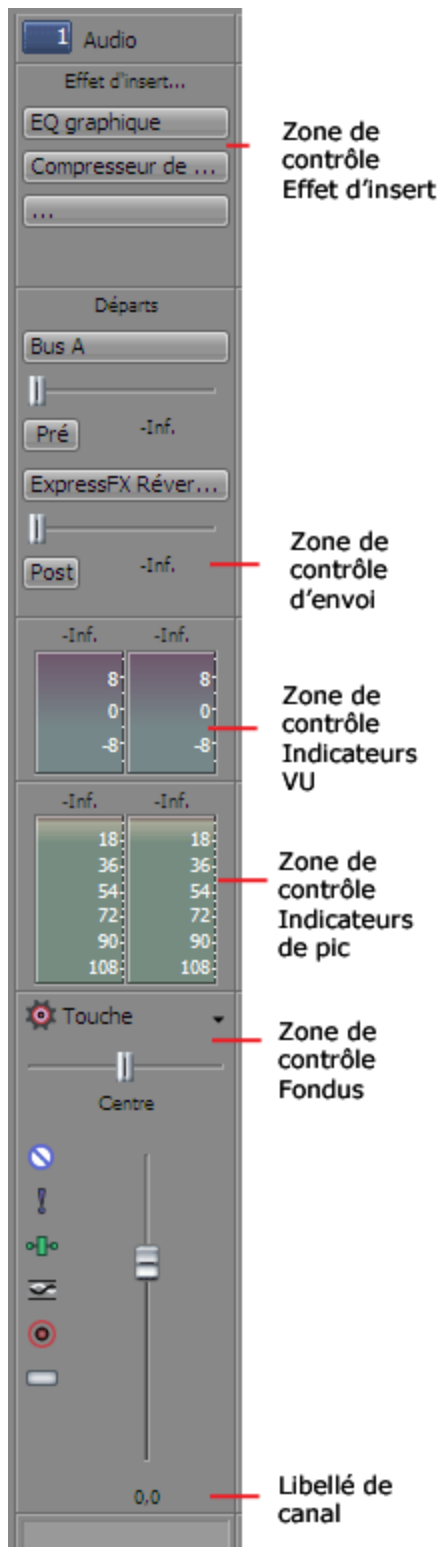 1 Audio
Effet d'insert...
EQ graphique
Compresseur de ...
...
Zone de
contrôle
Effet d'insert
Départs
Bus A
Pré -Inf.
ExpressFX Réver...
Post -Inf.
Zone de
contrôle
d'envoi
-Inf. -Inf.
8 8
0 0
-8 -8
Zone de
contrôle
Indicateurs
VU
-Inf. -Inf.
18 18
36 36
54 54
72 72
90 90
108 108
Zone de
contrôle
Indicateurs
de pic
Touche
Centre
Zone de
contrôle
Fondus
0,0
Libellé de
canal